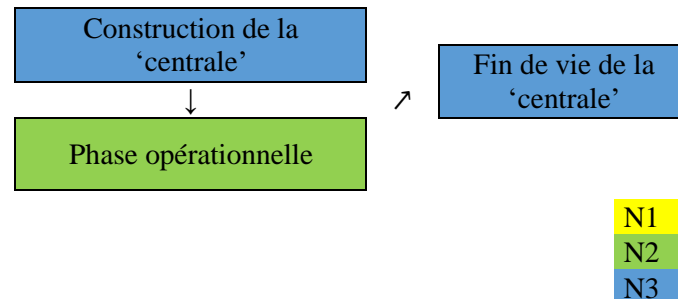 Construction de la
‘centrale’
↓
↗
Fin de vie de la
‘centrale’
Phase opérationnelle
N1
N2
N3